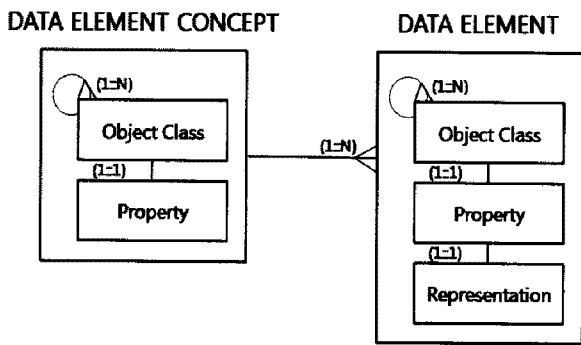 DATA ELEMENT CONCEPT
(1=N)
Object Class
(1=1)
Property
(1=N)
DATA ELEMENT
(1=N)
Object Class
(1=1)
Property
(1=1)
Representation